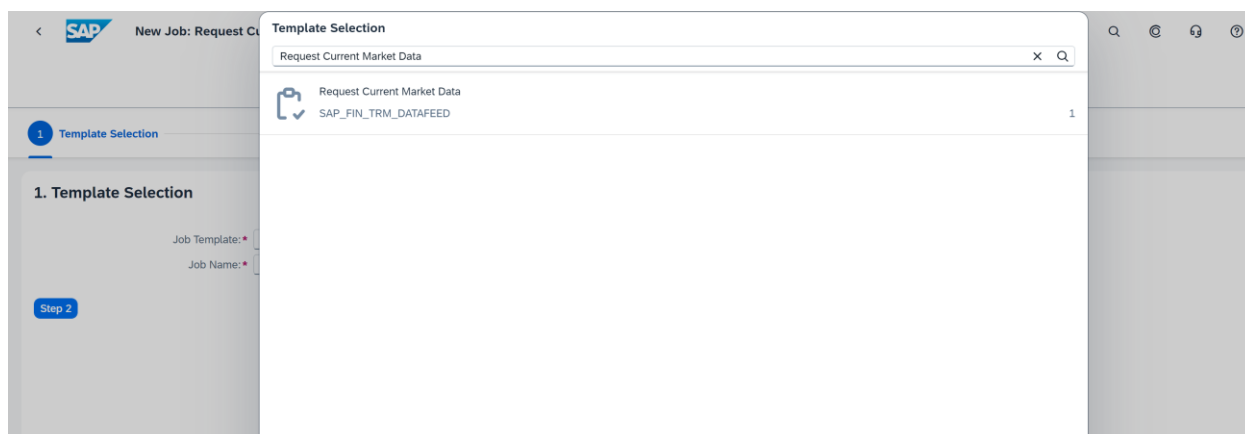 SAP
New Job: Request Cu
Template Selection
Request Current Market Data
Request Current Market Data
SAP_FIN_TRM_DATAFEED
1
1 Template Selection
1. Template Selection
Job Template:*
Job Name:*
Step 2